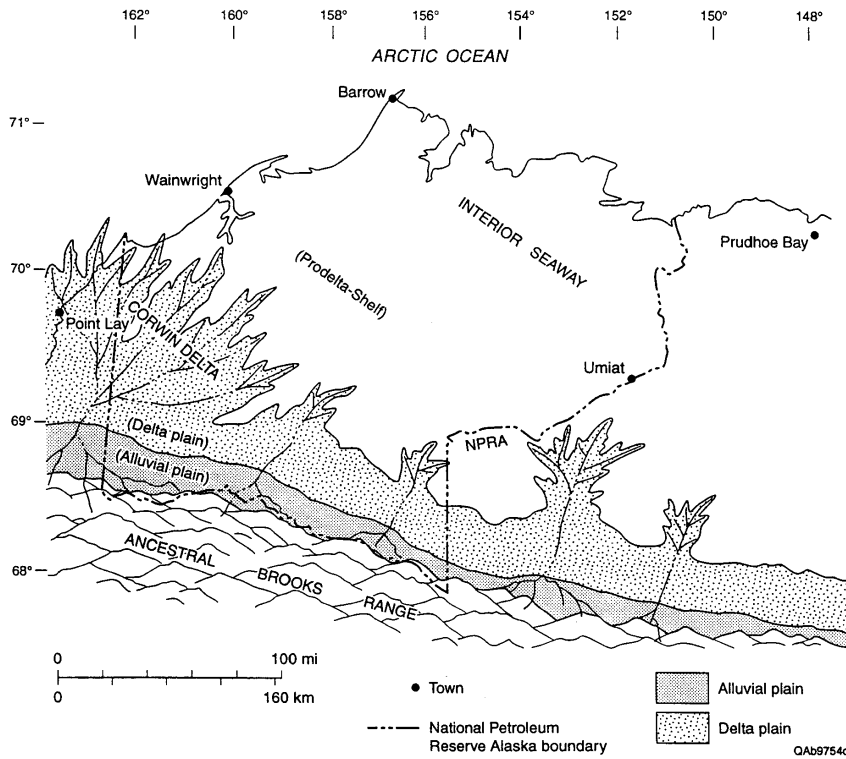 162° 160° 158° 156° 154° 152° 150° 148°
ARCTIC OCEAN
Barrow
71°
Wainwright
INTERIOR SEAWAY
Prudhoe Bay
70°
(Prodelta-Shelf)
Point Lay
CORWIN DELTA
Umiat
69°
(Delta plain)
NPRA
(Alluvial plain)
68°
ANCESTRAL
BROOKS
RANGE
0 100 mi
0 160 km
Town
National Petroleum
Reserve Alaska boundary
Alluvial plain
Delta plain
QAb9754c